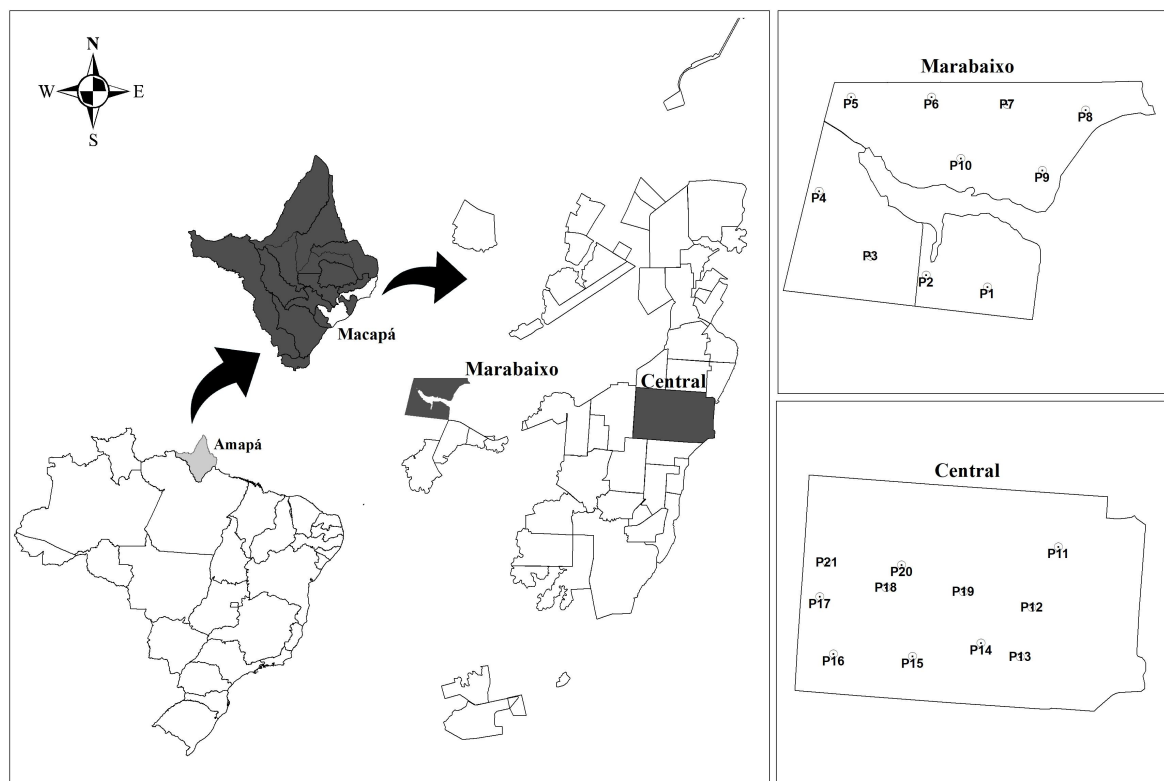 N
W
E
S
Macapá
Amapá
Marabaixo
Central
Marabaixo
P5
P6
P7
P8
P10
P9
P4
P3
P2
P1
Central
P11
P21
P20
P18
P19
P17
P12
P16
P15
P14
P13